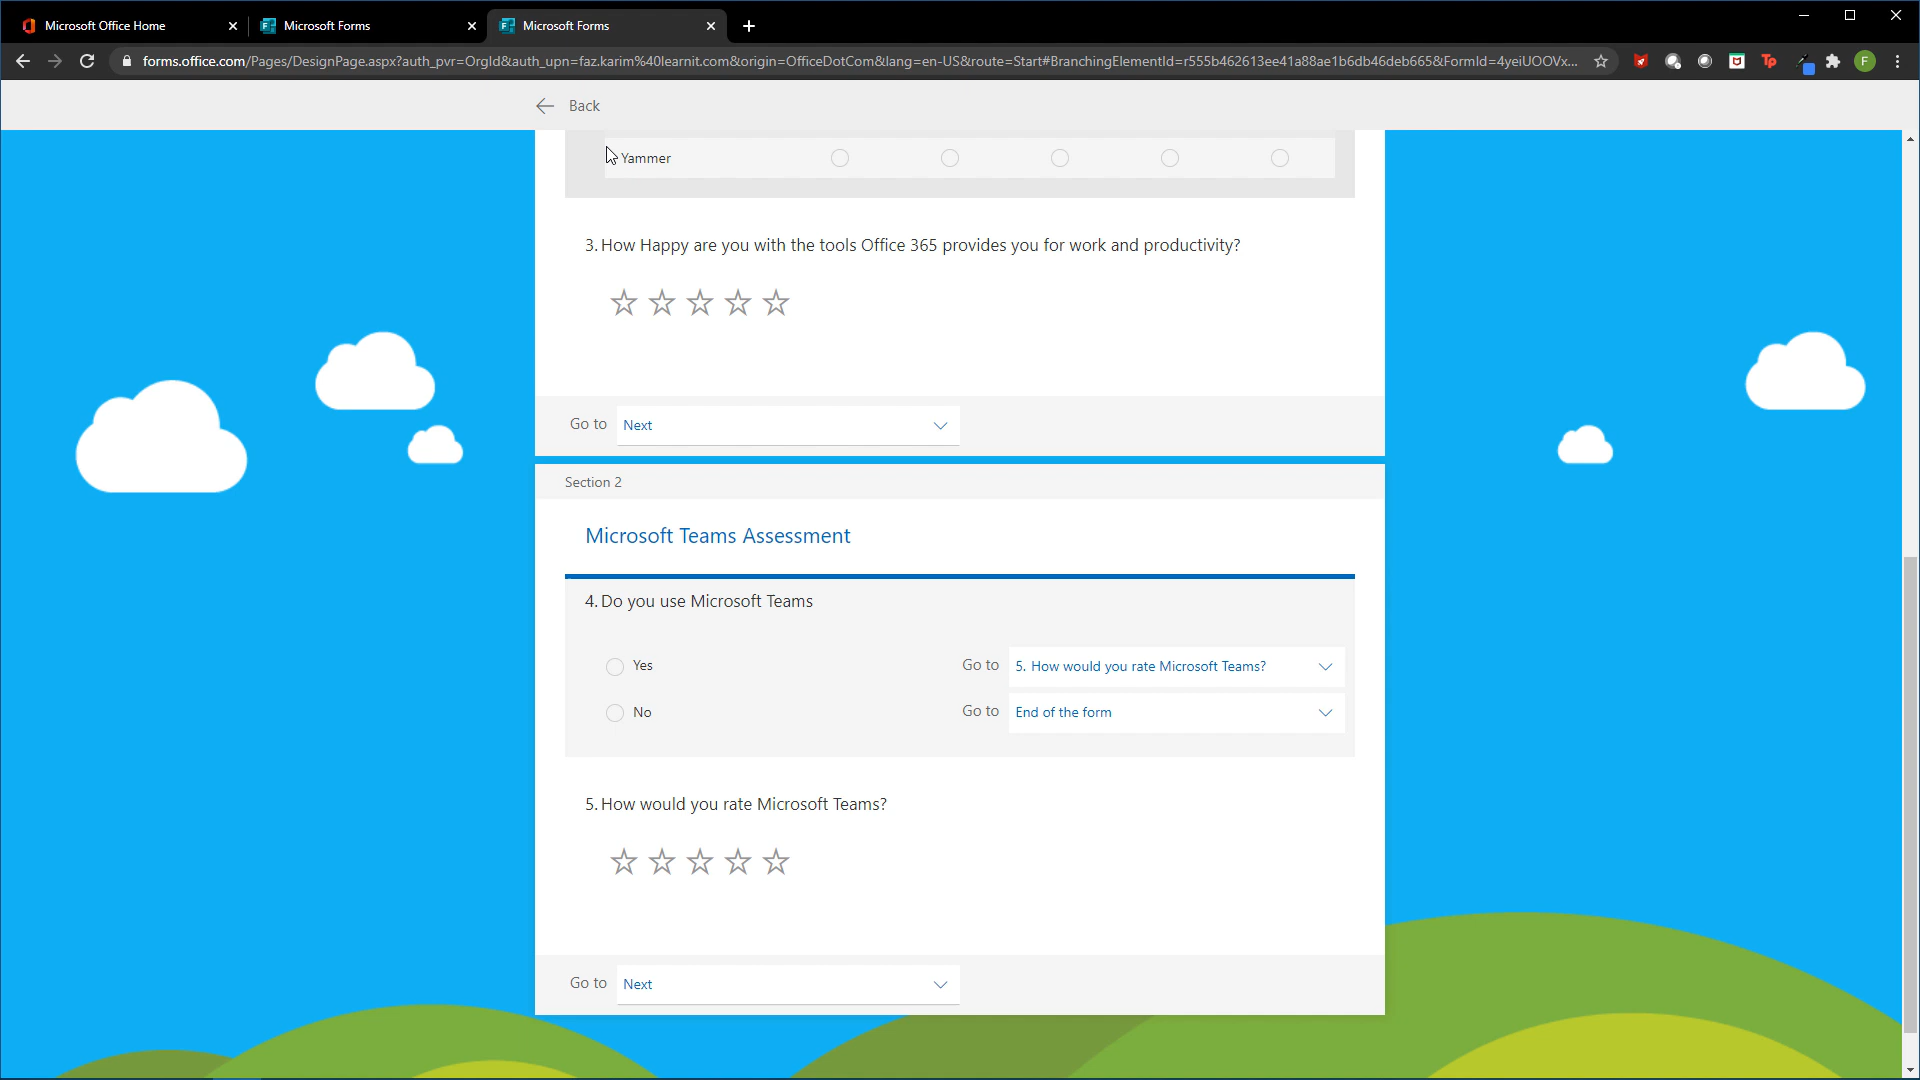 Microsoft Office Home
Microsoft Forms
Microsoft Forms
forms.office.com/Pages/DesignPage.aspx?auth_pvr=OrgId&auth_upn=faz.karim%40learnit.com&origin=OfficeDotCom&lang=en-US&route=Start#BranchingElementId=r555b462613ee41a88ae1b6db46deb665&FormId=4yeiUOOVx...
F
Back
Yammer
3. How Happy are you with the tools Office 365 provides you for work and productivity?
Go to Next
Section 2
Microsoft Teams Assessment
4. Do you use Microsoft Teams
Yes Go to 5. How would you rate Microsoft Teams?
No Go to End of the form
5. How would you rate Microsoft Teams?
Go to Next